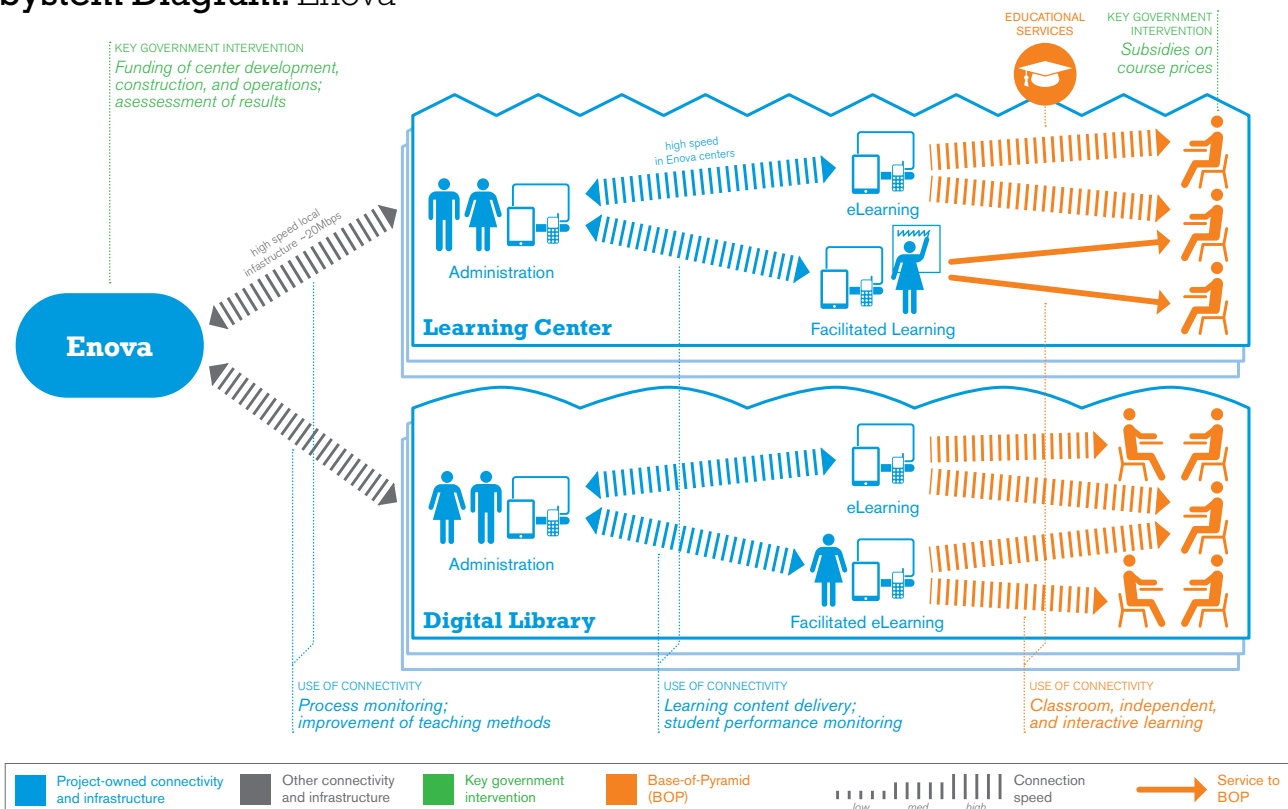 System Diagram: Enova
KEY GOVERNMENT INTERVENTION
Funding of center development,
construction, and operations;
asessessment of results
EDUCATIONAL
SERVICES
KEY GOVERNMENT
INTERVENTION
Subsidies on
course prices
high speed local
infastructure ~20Mbps
high speed
in Enova centers
Administration
eLearning
Facilitated Learning
Learning Center
Enova
Administration
eLearning
Facilitated eLearning
Digital Library
USE OF CONNECTIVITY
Process monitoring;
improvement of teaching methods
USE OF CONNECTIVITY
Learning content delivery;
student performance monitoring
USE OF CONNECTIVITY
Classroom, independent,
and interactive learning
Project-owned connectivity
and infrastructure
Other connectivity
and infrastructure
Key government
intervention
Base-of-Pyramid
(BOP)
low med high
Connection
speed
Service to
BOP